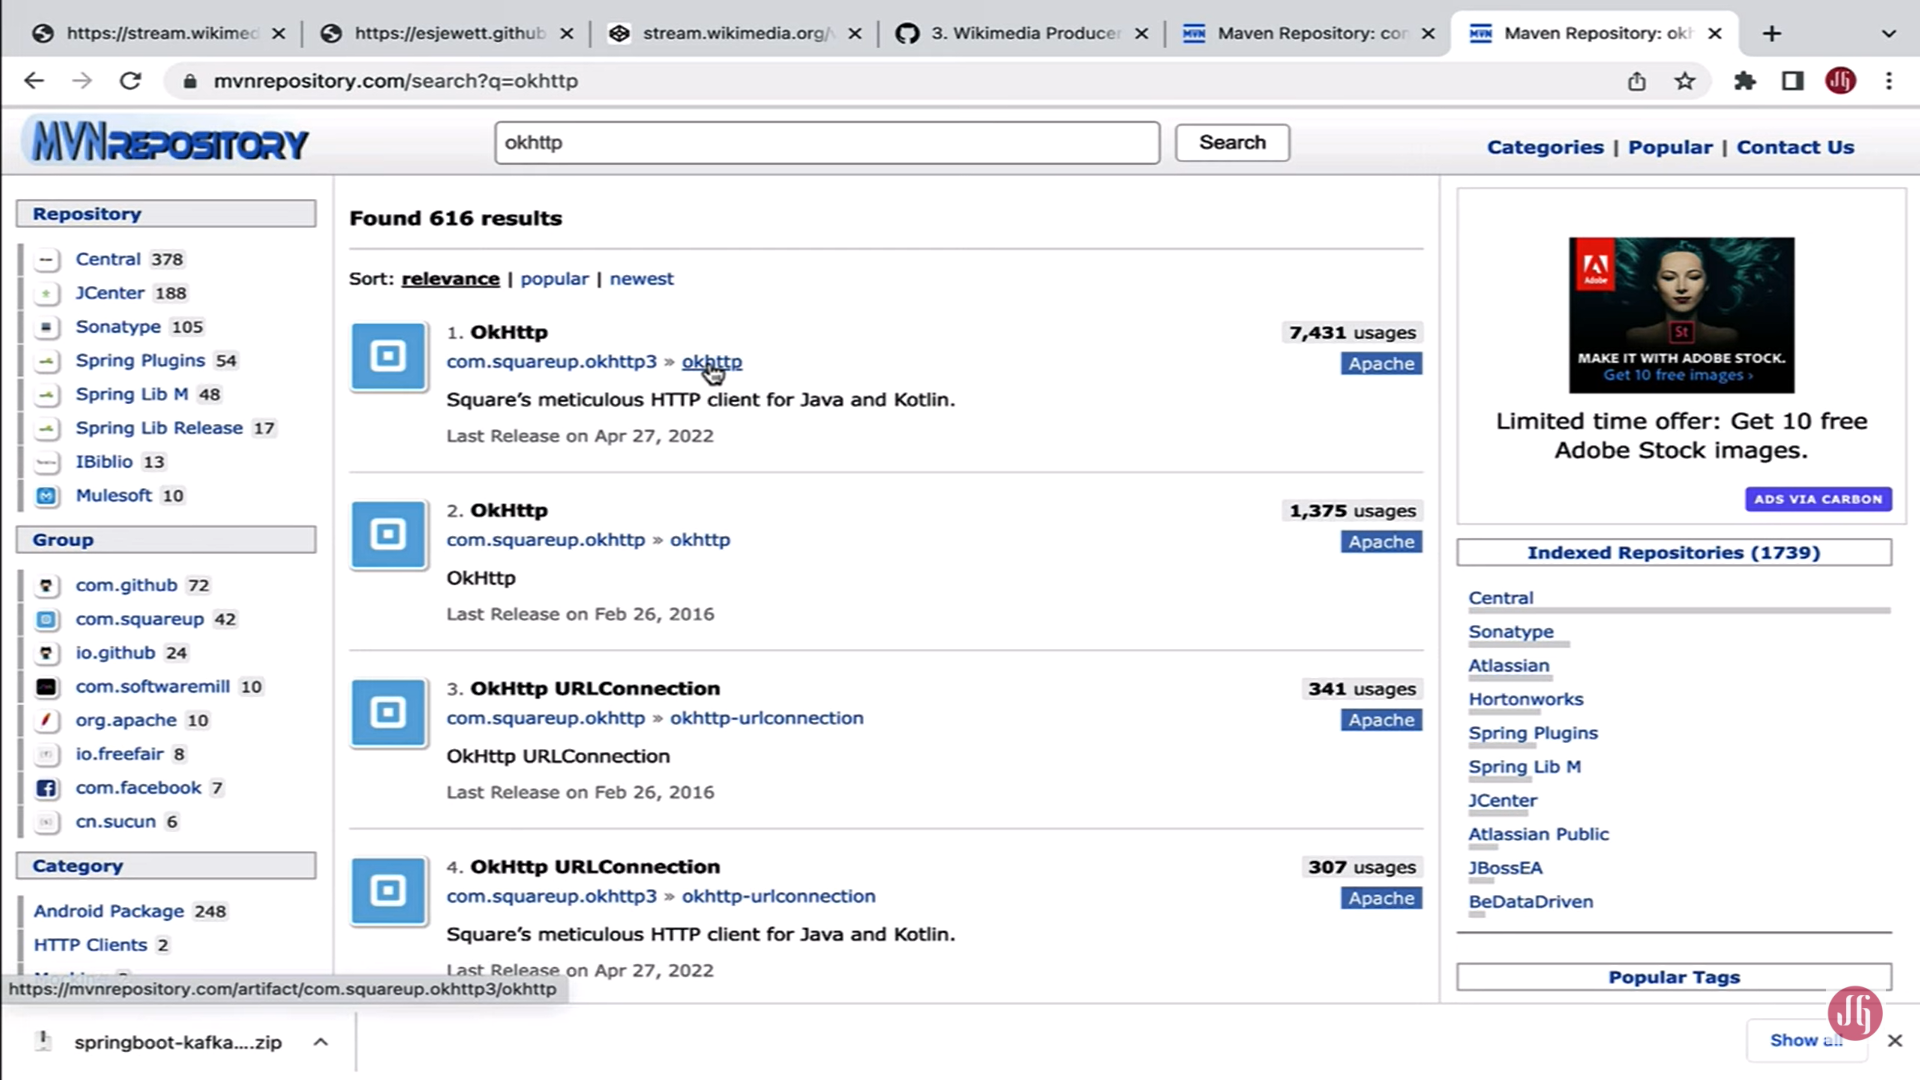 https://stream.wikimed
https://esjewett.github
stream.wikimedia.org/
3. Wikimedia Producer
Maven Repository: cor
Maven Repository: okh
mvnrepository.com/search?q=okhttp
MVNREPOSITORY
okhttp
Search
Categories | Popular | Contact Us
Repository
Central 378
JCenter 188
Sonatype 105
Spring Plugins 54
Spring Lib M 48
Spring Lib Release 17
IBiblio 13
Mulesoft 10
Group
com.github 72
com.squareup 42
io.github 24
com.softwaremill 10
org.apache 10
io.freefair 8
com.facebook 7
cn.sucun 6
Category
Android Package 248
HTTP Clients 2
Found 616 results
Sort: relevance | popular | newest
1. OkHttp
7,431 usages
com.squareup.okhttp3 » okhttp
Apache
Square's meticulous HTTP client for Java and Kotlin.
Last Release on Apr 27, 2022
2. OkHttp
1,375 usages
com.squareup.okhttp » okhttp
Apache
OkHttp
Last Release on Feb 26, 2016
3. OkHttp URLConnection
341 usages
com.squareup.okhttp » okhttp-urlconnection
Apache
OkHttp URLConnection
Last Release on Feb 26, 2016
4. OkHttp URLConnection
307 usages
com.squareup.okhttp3 » okhttp-urlconnection
Apache
Square's meticulous HTTP client for Java and Kotlin.
Last Release on Apr 27, 2022
Adobe
St
MAKE IT WITH ADOBE STOCK.
Get 10 free images ›
Limited time offer: Get 10 free
Adobe Stock images.
ADS VIA CARBON
Indexed Repositories (1739)
Central
Sonatype
Atlassian
Hortonworks
Spring Plugins
Spring Lib M
JCenter
Atlassian Public
JBossEA
BeDataDriven
Popular Tags
https://mvnrepository.com/artifact/com.squareup.okhttp3/okhttp
springboot-kafka....zip
Show all